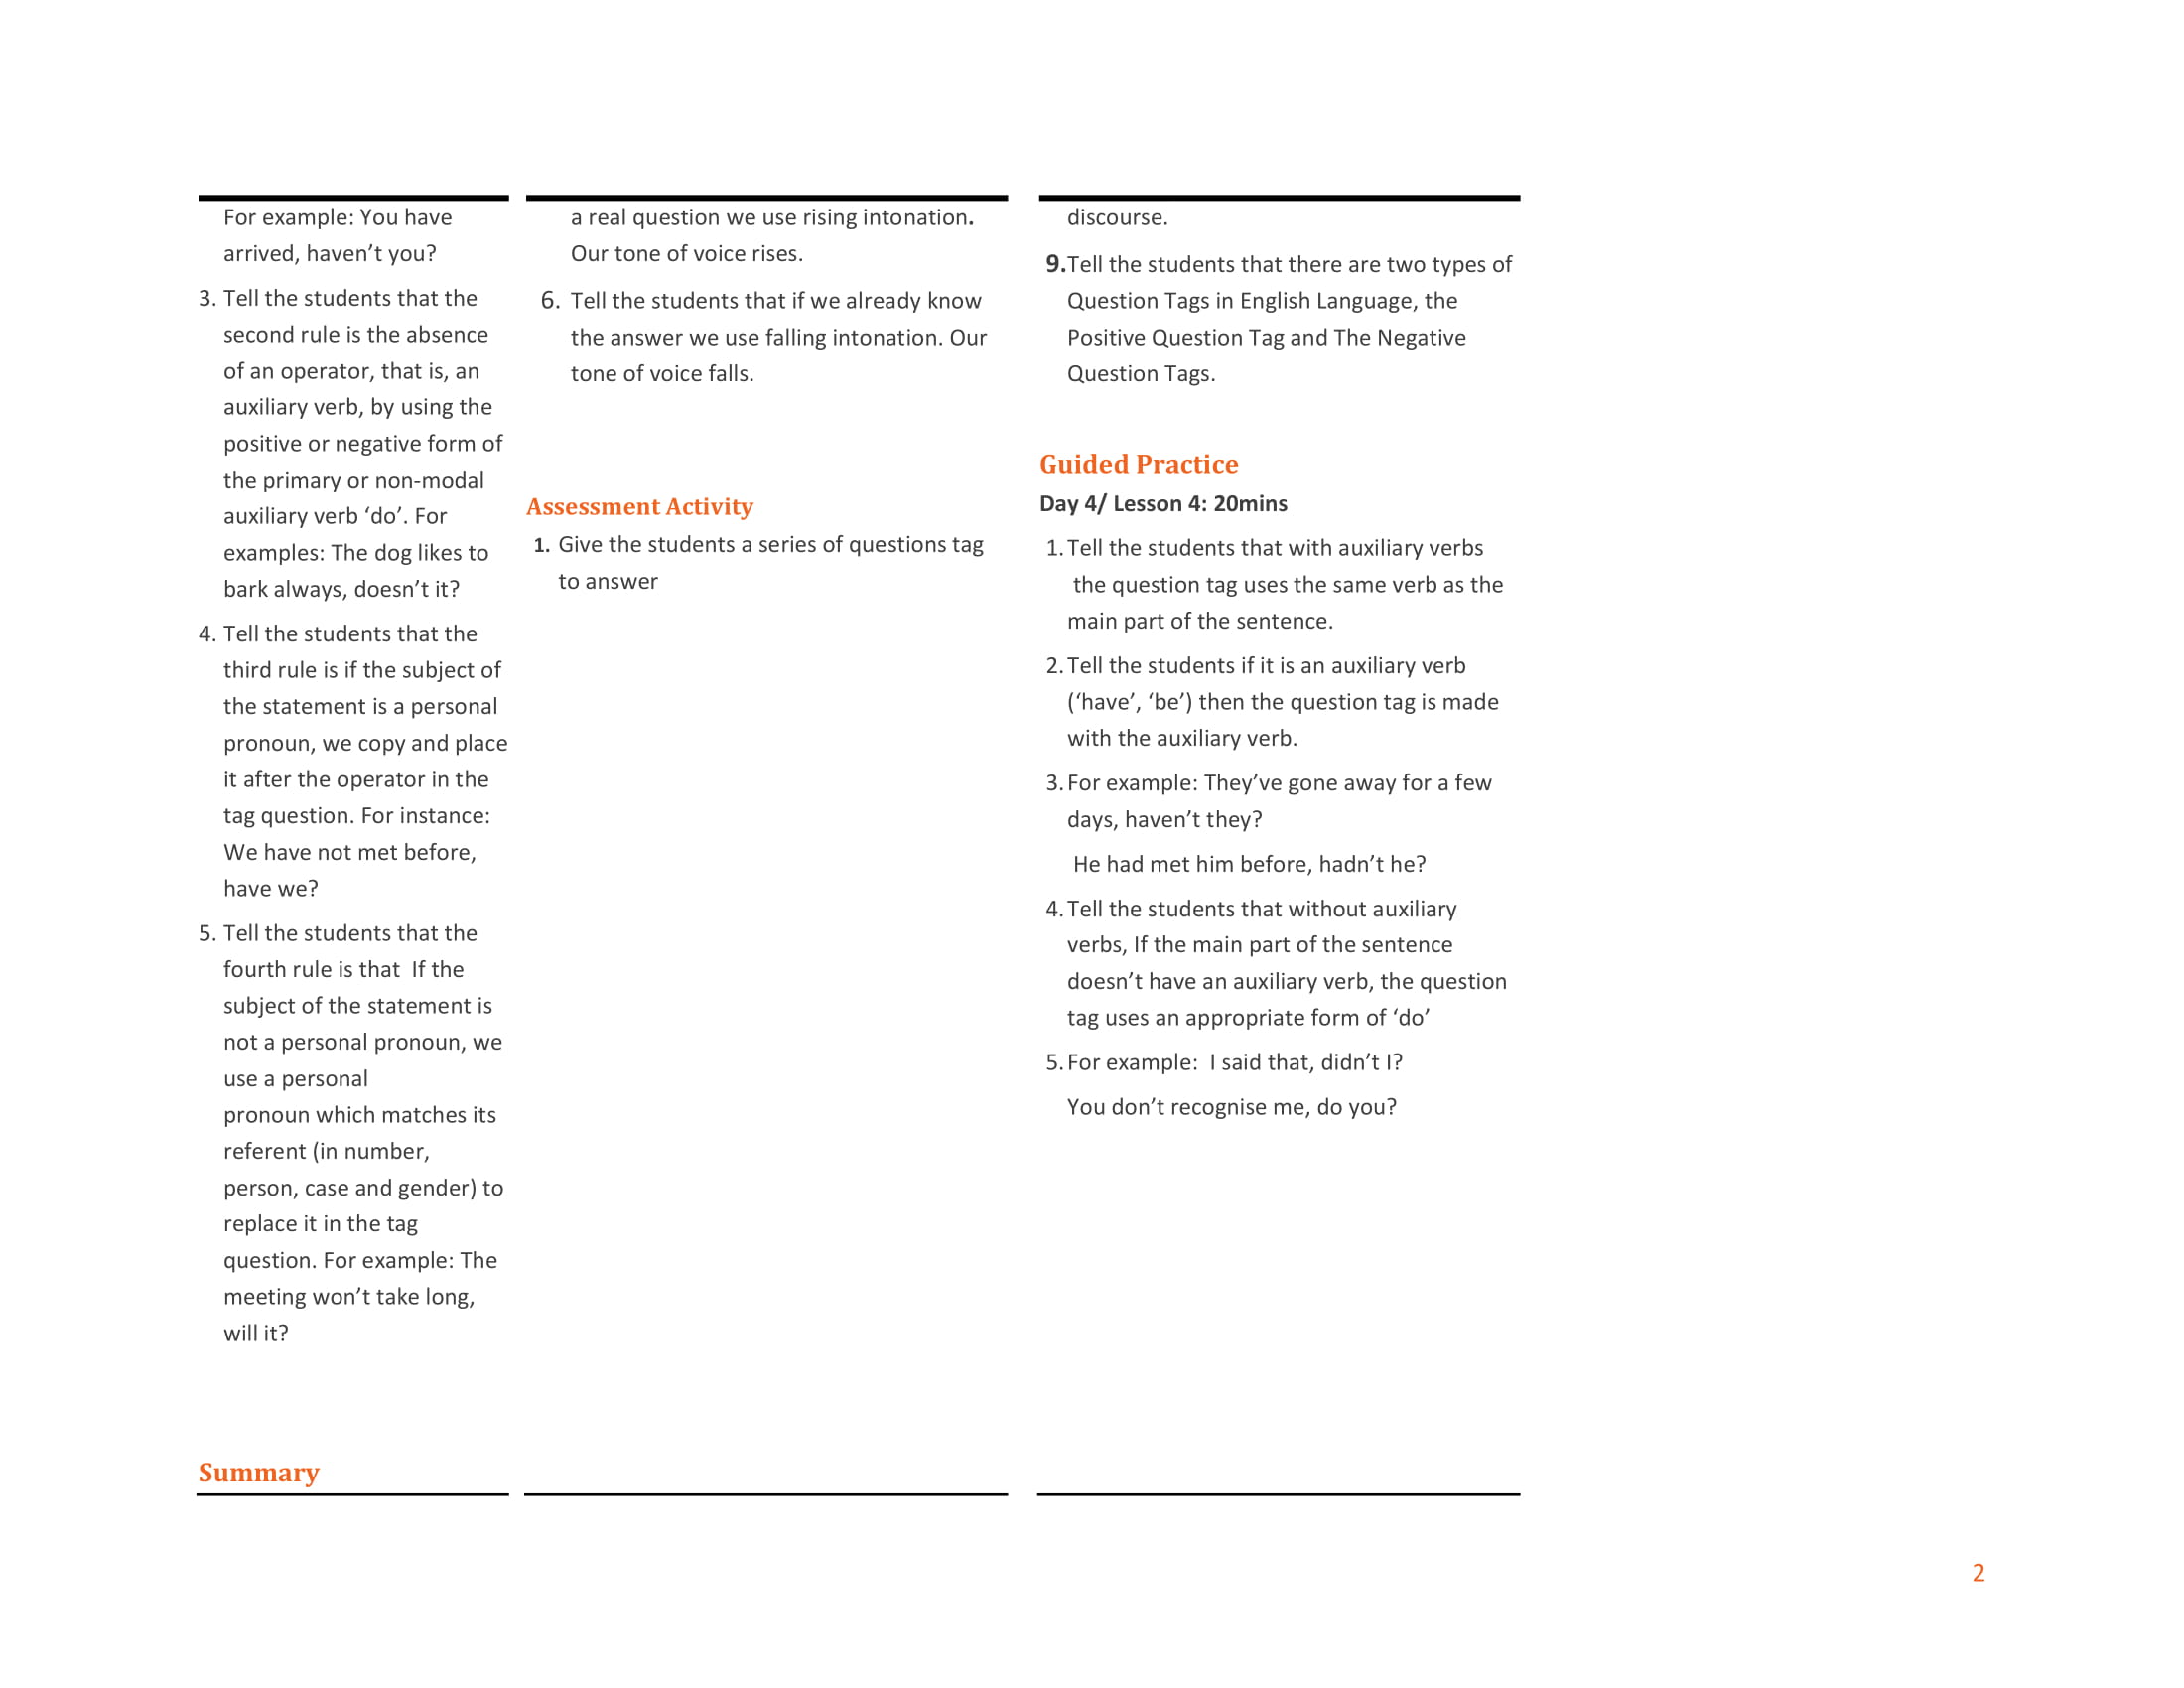 For example: You have
arrived, haven’t you?
3. Tell the students that the
second rule is the absence
of an operator, that is, an
auxiliary verb, by using the
positive or negative form of
the primary or non-modal
auxiliary verb ‘do’. For
examples: The dog likes to
bark always, doesn’t it?
4. Tell the students that the
third rule is if the subject of
the statement is a personal
pronoun, we copy and place
it after the operator in the
tag question. For instance:
We have not met before,
have we?
5. Tell the students that the
fourth rule is that  If the
subject of the statement is
not a personal pronoun, we
use a personal
pronoun which matches its
referent (in number,
person, case and gender) to
replace it in the tag
question. For example: The
meeting won’t take long,
will it?
Summary
a real question we use rising intonation.
Our tone of voice rises.
6. Tell the students that if we already know
the answer we use falling intonation. Our
tone of voice falls.
Assessment Activity
1. Give the students a series of questions tag
to answer
discourse.
9.Tell the students that there are two types of
Question Tags in English Language, the
Positive Question Tag and The Negative
Question Tags.
Guided Practice
Day 4/ Lesson 4: 20mins
1. Tell the students that with auxiliary verbs
the question tag uses the same verb as the
main part of the sentence.
2. Tell the students if it is an auxiliary verb
(‘have’, ‘be’) then the question tag is made
with the auxiliary verb.
3. For example: They’ve gone away for a few
days, haven’t they?
He had met him before, hadn’t he?
4. Tell the students that without auxiliary
verbs, If the main part of the sentence
doesn’t have an auxiliary verb, the question
tag uses an appropriate form of ‘do’
5. For example:  I said that, didn’t I?
You don’t recognise me, do you?
2